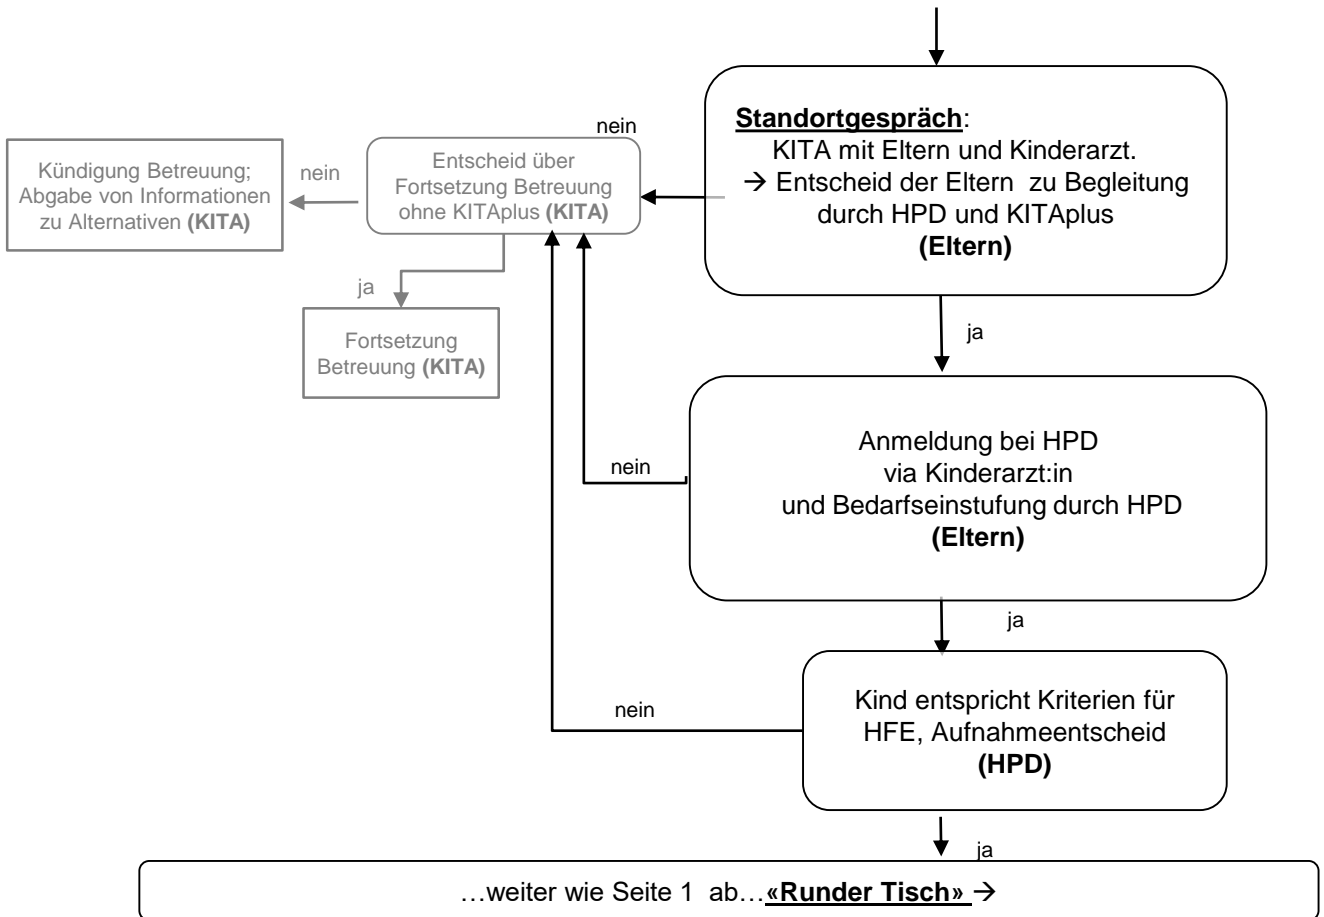 Standortgespräch:
KITA mit Eltern und Kinderarzt.
→ Entscheid der Eltern zu Begleitung
durch HPD und KITAplus
(Eltern)
nein
Entscheid über
Fortsetzung Betreuung
ohne KITAplus (KITA)
nein
Kündigung Betreuung;
Abgabe von Informationen
zu Alternativen (KITA)
ja
Fortsetzung
Betreuung (KITA)
ja
Anmeldung bei HPD
via Kinderarzt:in
und Bedarfseinstufung durch HPD
(Eltern)
nein
ja
Kind entspricht Kriterien für
HFE, Aufnahmeentscheid
(HPD)
nein
ja
…weiter wie Seite 1 ab…«Runder Tisch» →